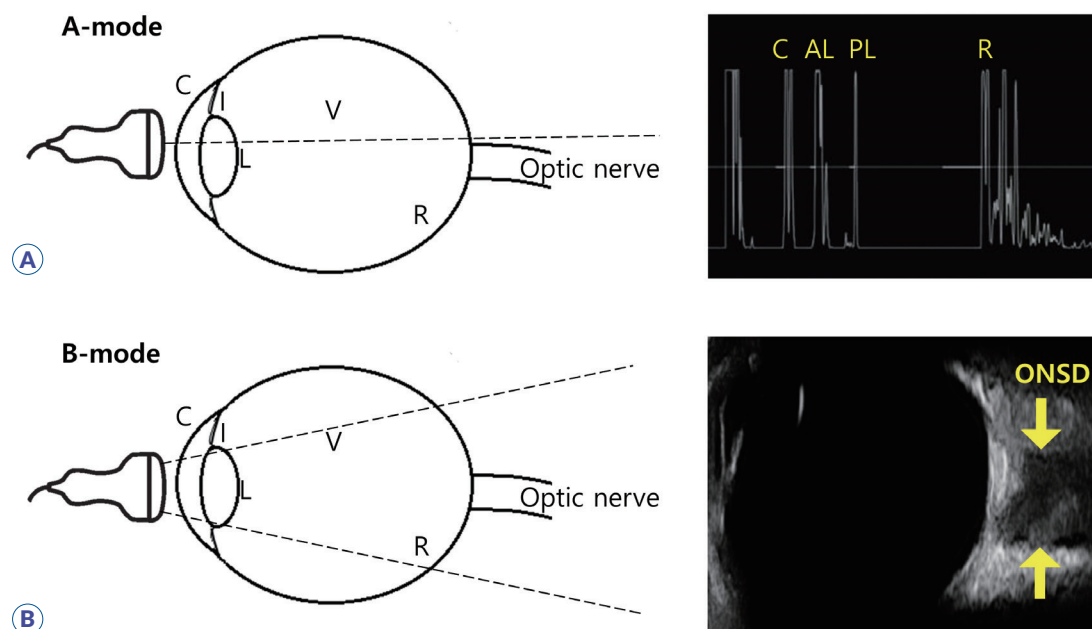 A-mode
C
I
V
L
Optic nerve
R
A
C AL PL R
B-mode
C
I
V
L
Optic nerve
R
B
ONSD